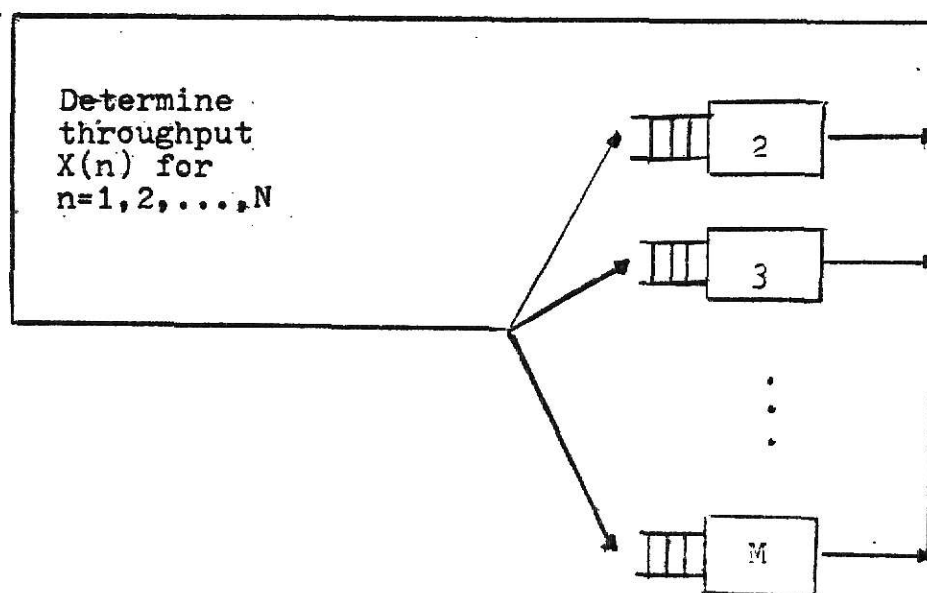 Determine
throughput
X(n) for
n=1,2,...,N
2
3
M